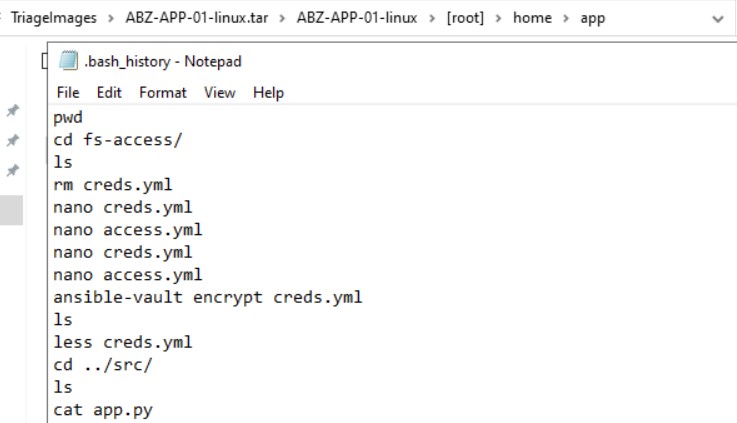 TriageImages > ABZ-APP-01-linux.tar > ABZ-APP-01-linux > [root] > home > app
.bash_history - Notepad
File Edit Format View Help
pwd
cd fs-access/
ls
rm creds.yml
nano creds.yml
nano access.yml
nano creds.yml
nano access.yml
ansible-vault encrypt creds.yml
ls
less creds.yml
cd ../src/
ls
cat app.py